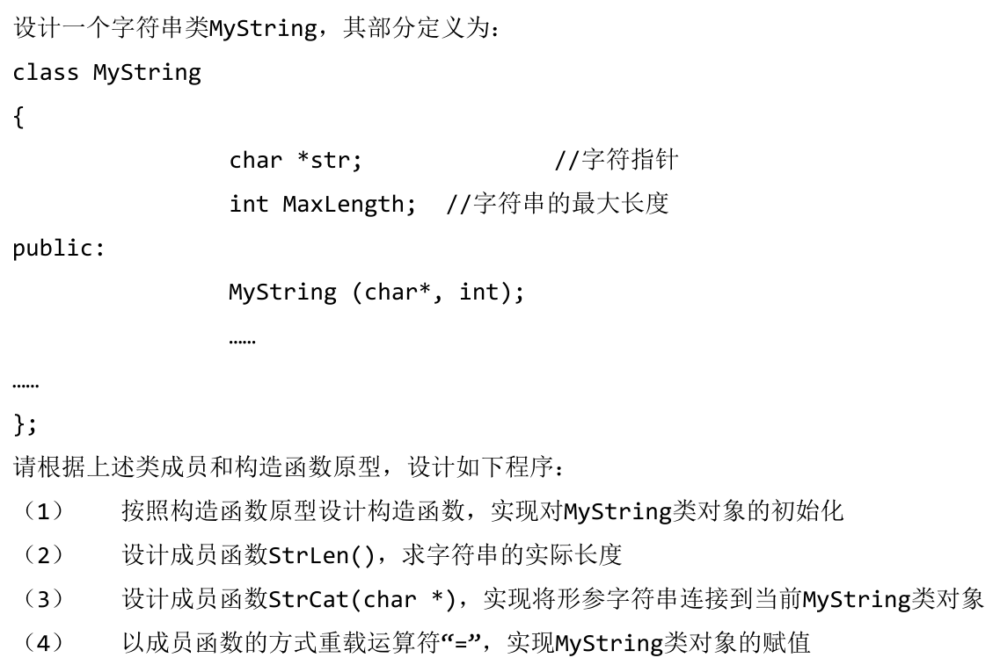 设计一个字符串类MyString，其部分定义为：
class MyString
{
char *str; //字符指针
int MaxLength; //字符串的最大长度
public:
MyString (char*, int);
……
……
};
请根据上述类成员和构造函数原型，设计如下程序：
（1） 按照构造函数原型设计构造函数，实现对MyString类对象的初始化
（2） 设计成员函数StrLen()，求字符串的实际长度
（3） 设计成员函数StrCat(char *)，实现将形参字符串连接到当前MyString类对象
（4） 以成员函数的方式重载运算符“=”，实现MyString类对象的赋值